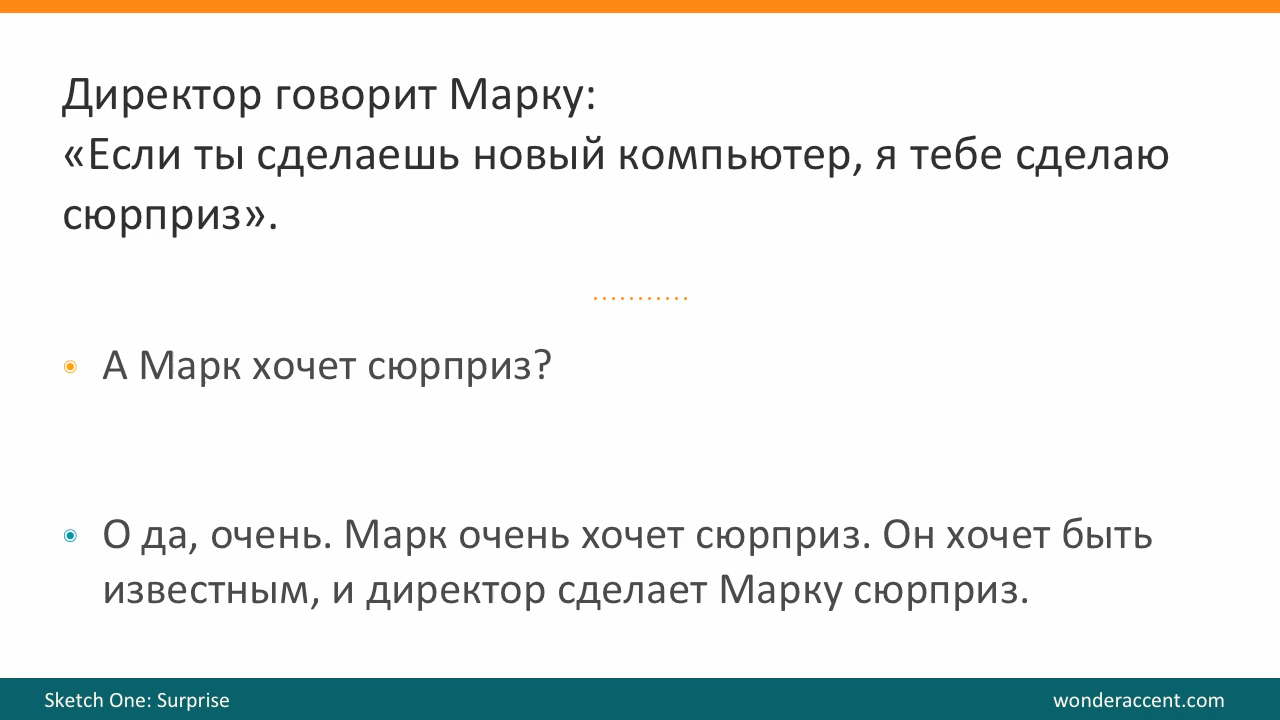 Директор говорит Марку:
«Если ты сделаешь новый компьютер, я тебе сделаю
сюрприз».
А Марк хочет сюрприз?
О да, очень. Марк очень хочет сюрприз. Он хочет быть
известным, и директор сделает Марку сюрприз.
Sketch One: Surprise
wonderaccent.com